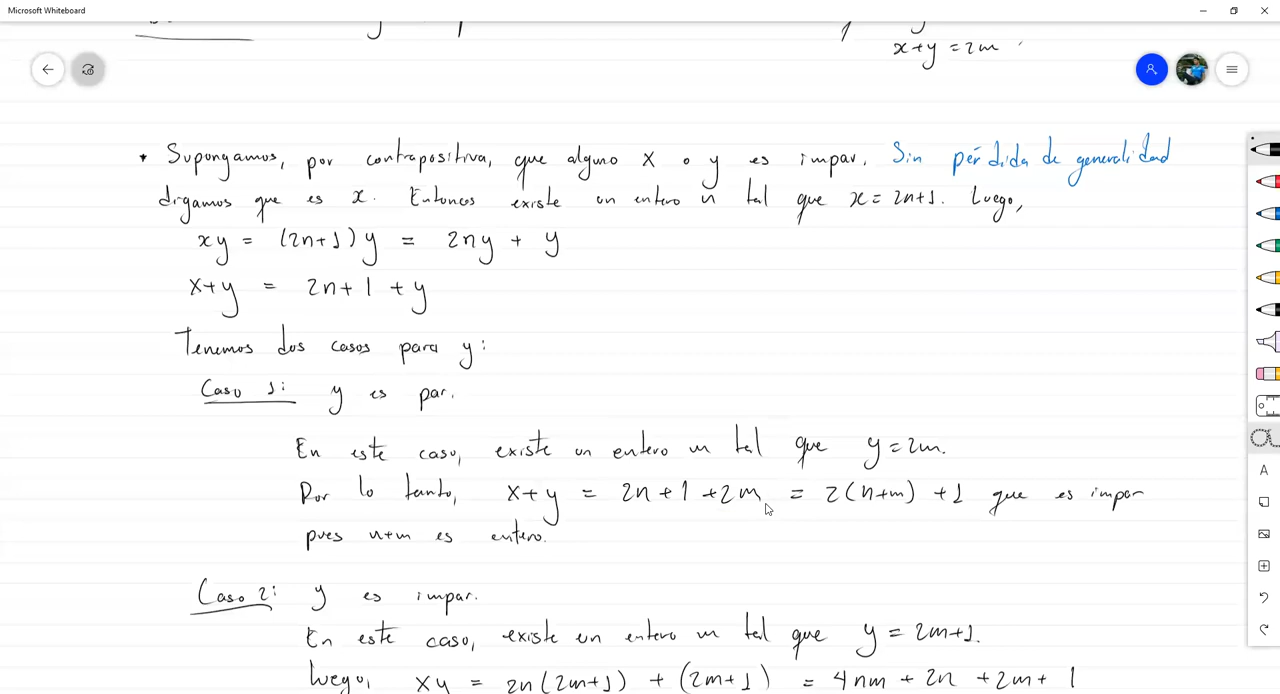 Microsoft Whiteboard
x+y = 2m
* Supongamos, por contrapositiva, que alguno x o y es impar. Sin pérdida de generalidad
digamos que es x. Entonces existe un entero n tal que x = 2n+1. Luego,
xy = (2n+1)y = 2ny + y
x+y = 2n+1+y
Tenemos dos casos para y:
Caso 1: y es par.
En este caso, existe un entero m tal que y=2m.
Por lo tanto, x+y = 2n+1+2m = 2(n+m)+1 que es impar
pues n+m es entero.
Caso 2: y es impar.
En este caso, existe un entero m tal que y = 2m+1.
Luego, xy = 2n(2m+1) + (2m+1) = 4nm + 2n + 2m + 1
A